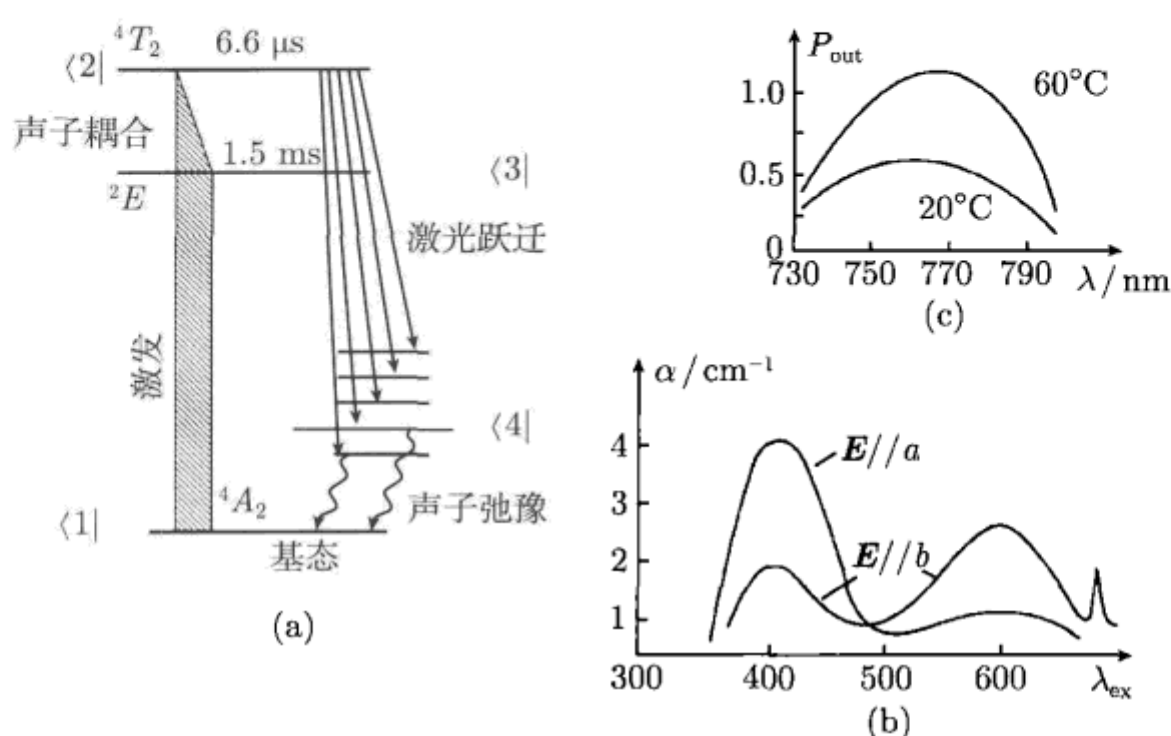 ⁴T₂ 6.6 μs
⟨2|
声子耦合
1.5 ms
²E
⟨3|
激光跃迁
激发
⟨4|
⁴A₂
声子弛豫
⟨1|
基态
(a)
P_out
1.0
60°C
0.5
20°C
0
730 750 770 790 λ/nm
(c)
α/cm⁻¹
4
E//a
3
2
E//b
1
300 400 500 600 λ_ex
(b)